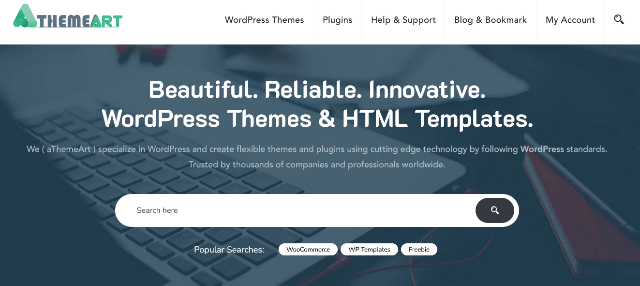 ATHEMEART
WordPress Themes
Plugins
Help & Support
Blog & Bookmark
My Account
Beautiful. Reliable. Innovative.
WordPress Themes & HTML Templates.
We ( aThemeArt ) specialize in WordPress and create flexible themes and plugins using cutting edge technology by following WordPress standards.
Trusted by thousands of companies and professionals worldwide.
Search here
Popular Searches: WooCommerce WP Templates Freebie